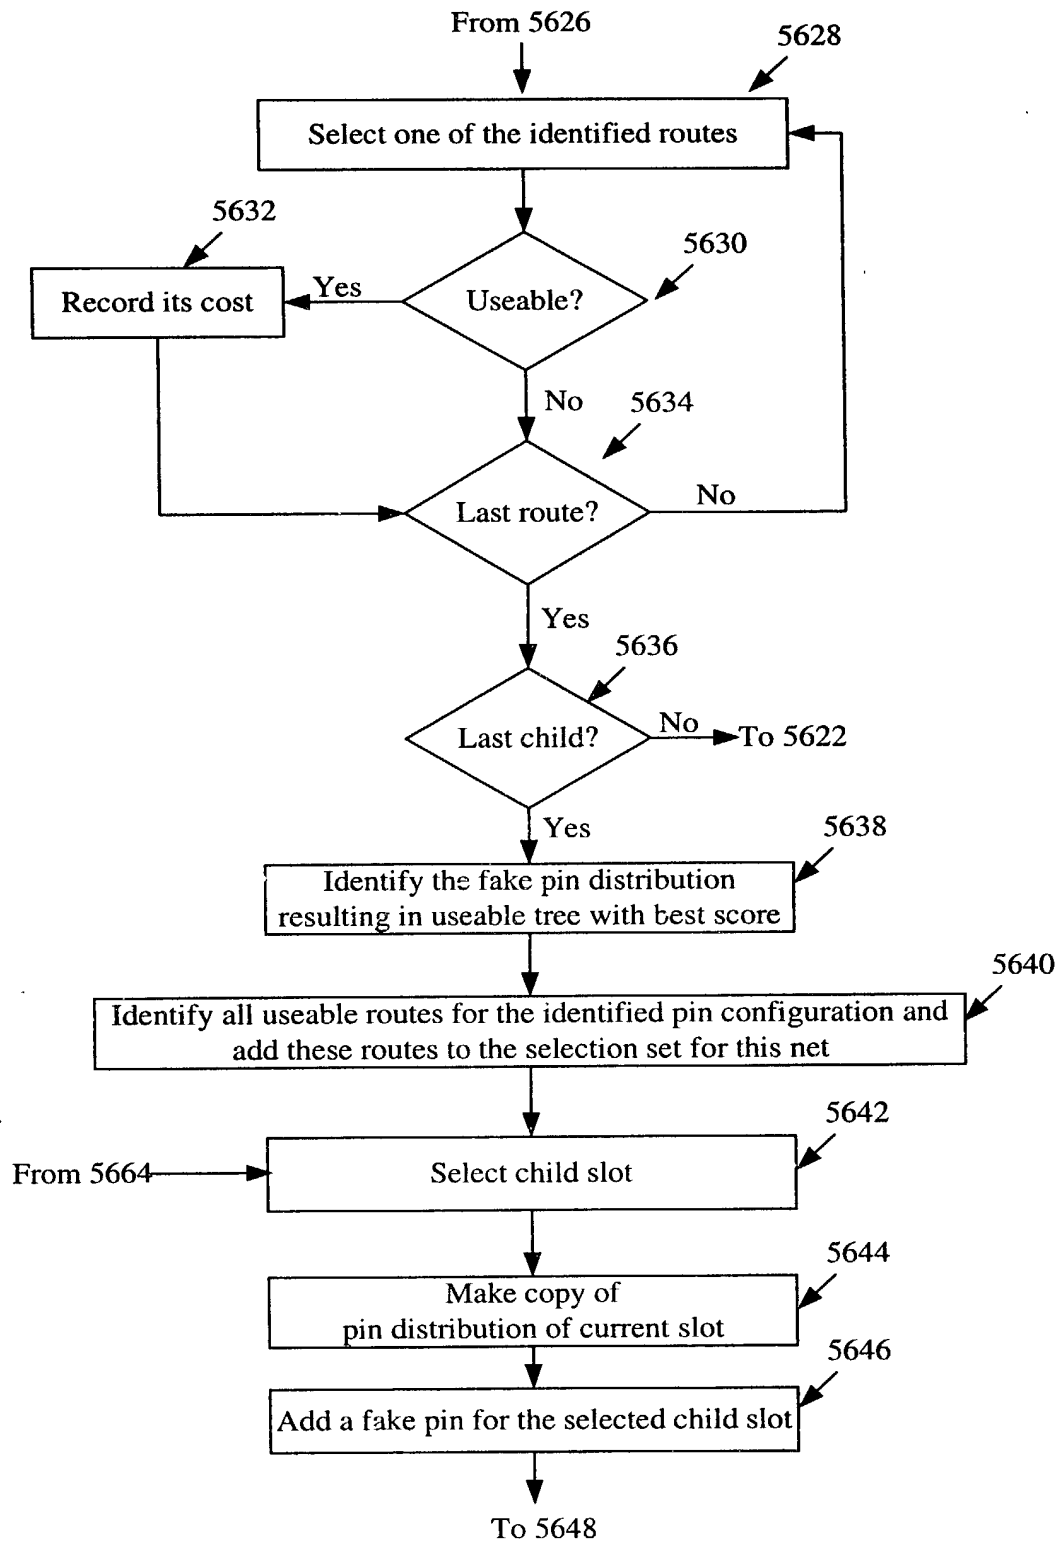 From 5626
5628
Select one of the identified routes
5632
5630
Record its cost
Yes
Useable?
No
5634
Last route?
No
Yes
5636
Last child?
No
To 5622
Yes
5638
Identify the fake pin distribution
resulting in useable tree with best score
5640
Identify all useable routes for the identified pin configuration and
add these routes to the selection set for this net
5642
From 5664
Select child slot
5644
Make copy of
pin distribution of current slot
5646
Add a fake pin for the selected child slot
To 5648